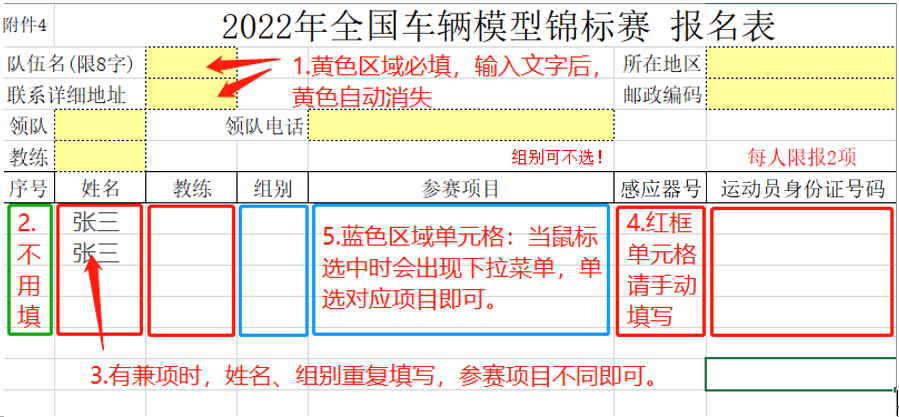 附件4
2022年全国车辆模型锦标赛 报名表
队伍名(限8字)
所在地区
1.黄色区域必填，输入文字后，
黄色自动消失
联系详细地址
邮政编码
领队
领队电话
教练
组别可不选！
每人限报2项
序号 姓名 教练 组别 参赛项目 感应器号 运动员身份证号码
2.
不
用
填
张三
张三
5.蓝色区域单元格：当鼠标
选中时会出现下拉菜单，单
选对应项目即可。
4.红框
单元格
请手动
填写
3.有兼项时，姓名、组别重复填写，参赛项目不同即可。